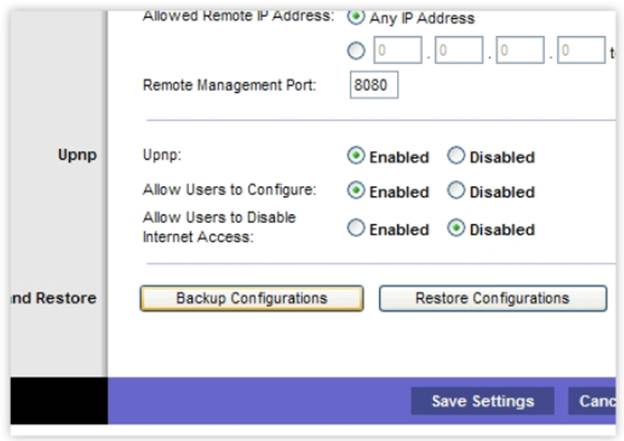 Allowed Remote IP Address: Any IP Address
0 . 0 . 0 . 0
Remote Management Port: 8080
Upnp Upnp: Enabled Disabled
Allow Users to Configure: Enabled Disabled
Allow Users to Disable
Internet Access: Enabled Disabled
nd Restore Backup Configurations Restore Configurations
Save Settings Canc